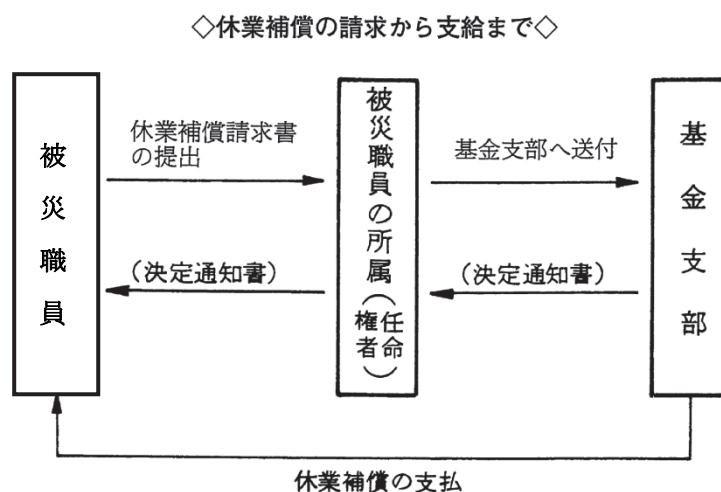 ◇休業補償の請求から支給まで◇
被災職員
休業補償請求書
の提出
(決定通知書)
被災職員の所属(任命権者)
基金支部へ送付
(決定通知書)
基金支部
休業補償の支払